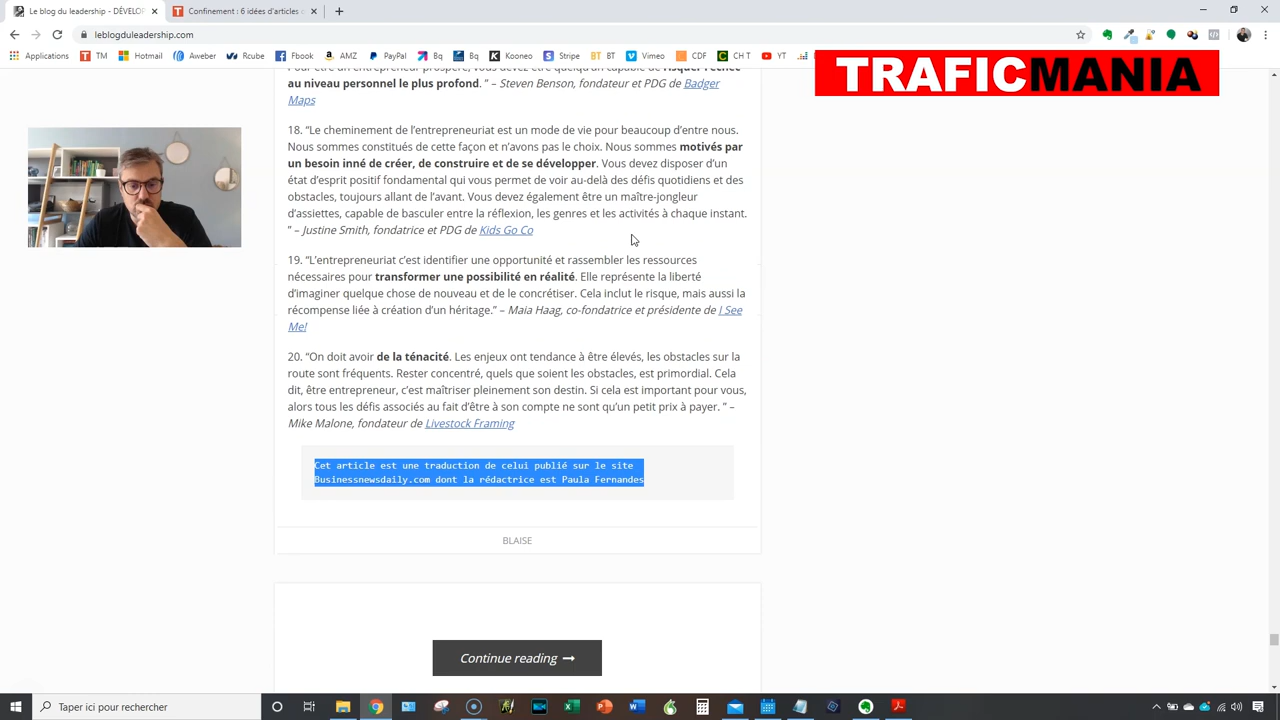 Le blog du leadership - DÉVELOP
Confinement : 6 idées d'articles
leblogduleadership.com
Applications
TM
Hotmail
Aweber
Rcube
Fbook
AMZ
PayPal
Bq
Bq
Kooneo
Stripe
BT
Vimeo
CDF
CH T
YT
TRAFICMANIA
au niveau personnel le plus profond. " – Steven Benson, fondateur et PDG de Badger
Maps
18. “Le cheminement de l’entrepreneuriat est un mode de vie pour beaucoup d’entre nous.
Nous sommes constitués de cette façon et n’avons pas le choix. Nous sommes motivés par
un besoin inné de créer, de construire et de se développer. Vous devez disposer d’un
état d’esprit positif fondamental qui vous permet de voir au-delà des défis quotidiens et des
obstacles, toujours allant de l’avant. Vous devez également être un maître-jongleur
d’assiettes, capable de basculer entre la réflexion, les genres et les activités à chaque instant.
" – Justine Smith, fondatrice et PDG de Kids Go Co
19. “L’entrepreneuriat c’est identifier une opportunité et rassembler les ressources
nécessaires pour transformer une possibilité en réalité. Elle représente la liberté
d’imaginer quelque chose de nouveau et de le concrétiser. Cela inclut le risque, mais aussi la
récompense liée à création d’un héritage.” – Maia Haag, co-fondatrice et présidente de I See
Me!
20. “On doit avoir de la ténacité. Les enjeux ont tendance à être élevés, les obstacles sur la
route sont fréquents. Rester concentré, quels que soient les obstacles, est primordial. Cela
dit, être entrepreneur, c’est maîtriser pleinement son destin. Si cela est important pour vous,
alors tous les défis associés au fait d’être à son compte ne sont qu’un petit prix à payer. ” –
Mike Malone, fondateur de Livestock Framing
Cet article est une traduction de celui publié sur le site
Businessnewsdaily.com dont la rédactrice est Paula Fernandes
BLAISE
Continue reading
Taper ici pour rechercher